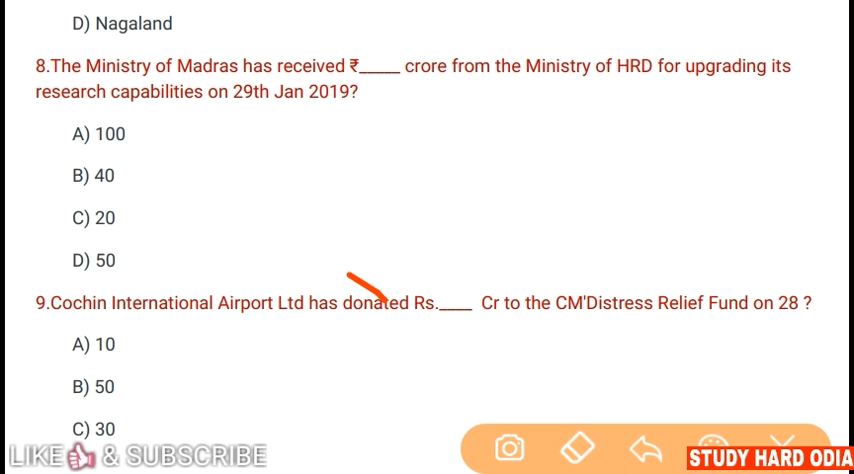 D) Nagaland
8.The Ministry of Madras has received ₹_____ crore from the Ministry of HRD for upgrading its
research capabilities on 29th Jan 2019?
A) 100
B) 40
C) 20
D) 50
9.Cochin International Airport Ltd has donated Rs.____ Cr to the CM'Distress Relief Fund on 28 ?
A) 10
B) 50
C) 30
LIKE & SUBSCRIBE
STUDY HARD ODIA